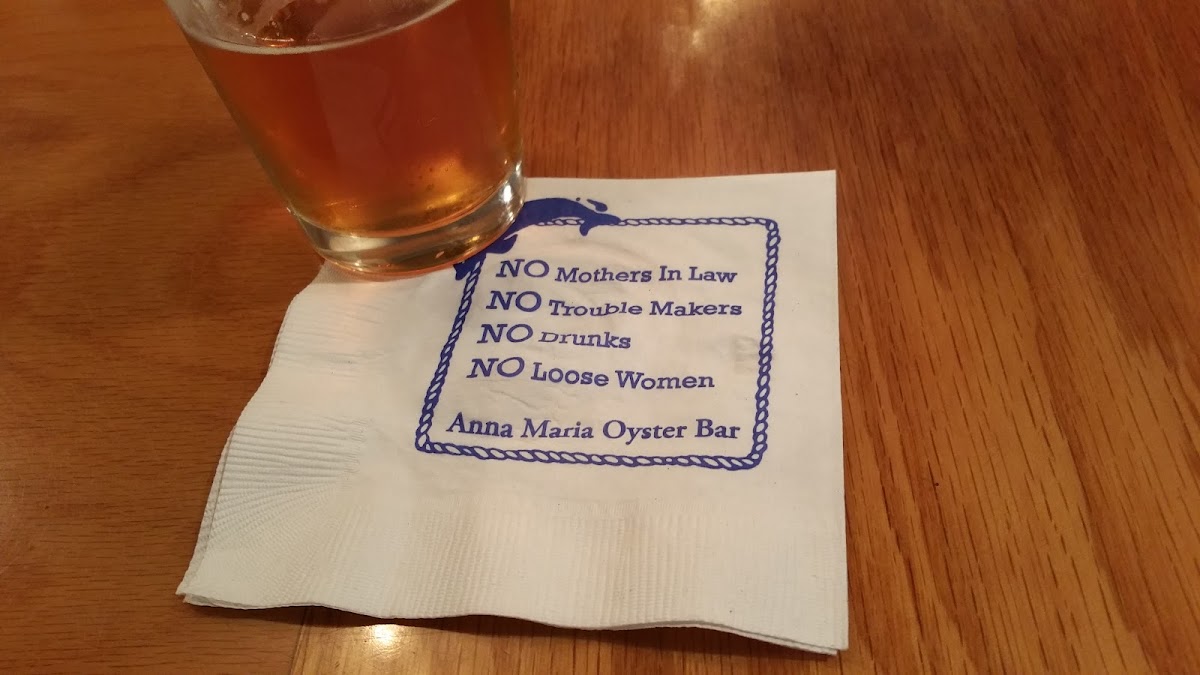 NO Mothers In Law
NO Trouble Makers
NO Drunks
NO Loose Women
Anna Maria Oyster Bar